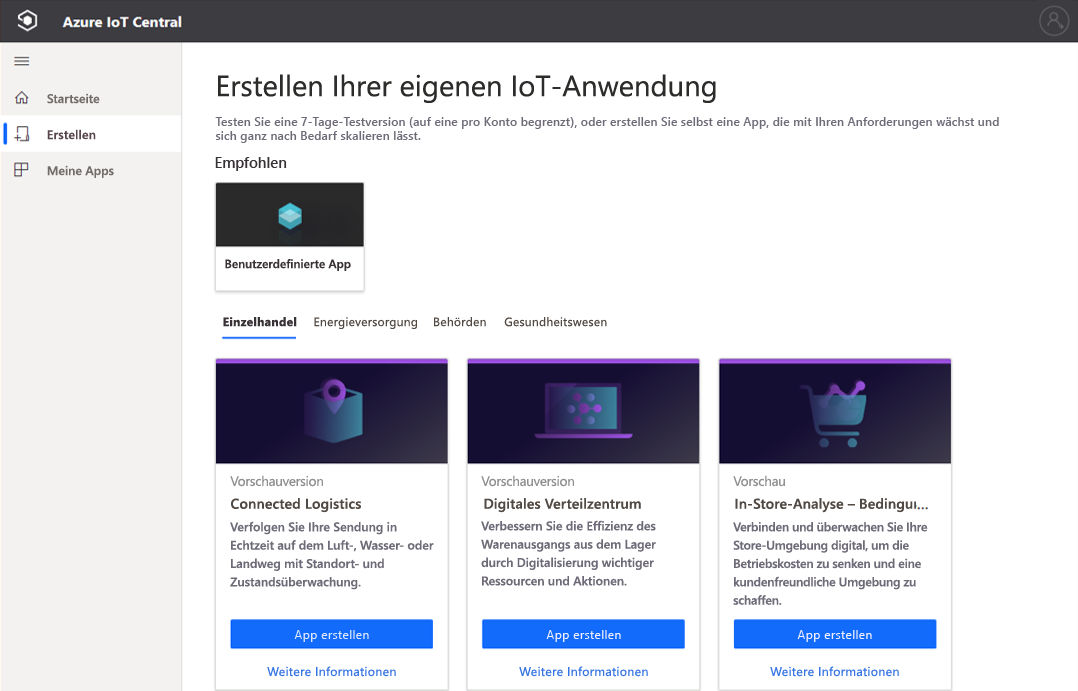 Azure IoT Central
Startseite
Erstellen
Meine Apps
Erstellen Ihrer eigenen IoT-Anwendung
Testen Sie eine 7-Tage-Testversion (auf eine pro Konto begrenzt), oder erstellen Sie selbst eine App, die mit Ihren Anforderungen wächst und
sich ganz nach Bedarf skalieren lässt.
Empfohlen
Benutzerdefinierte App
Einzelhandel
Energieversorgung
Behörden
Gesundheitswesen
Vorschauversion
Connected Logistics
Verfolgen Sie Ihre Sendung in
Echtzeit auf dem Luft-, Wasser- oder
Landweg mit Standort- und
Zustandsüberwachung.
App erstellen
Weitere Informationen
Vorschauversion
Digitales Verteilzentrum
Verbessern Sie die Effizienz des
Warenausgangs aus dem Lager
durch Digitalisierung wichtiger
Ressourcen und Aktionen.
App erstellen
Weitere Informationen
Vorschau
In-Store-Analyse – Bedingu...
Verbinden und überwachen Sie Ihre
Store-Umgebung digital, um die
Betriebskosten zu senken und eine
kundenfreundliche Umgebung zu
schaffen.
App erstellen
Weitere Informationen